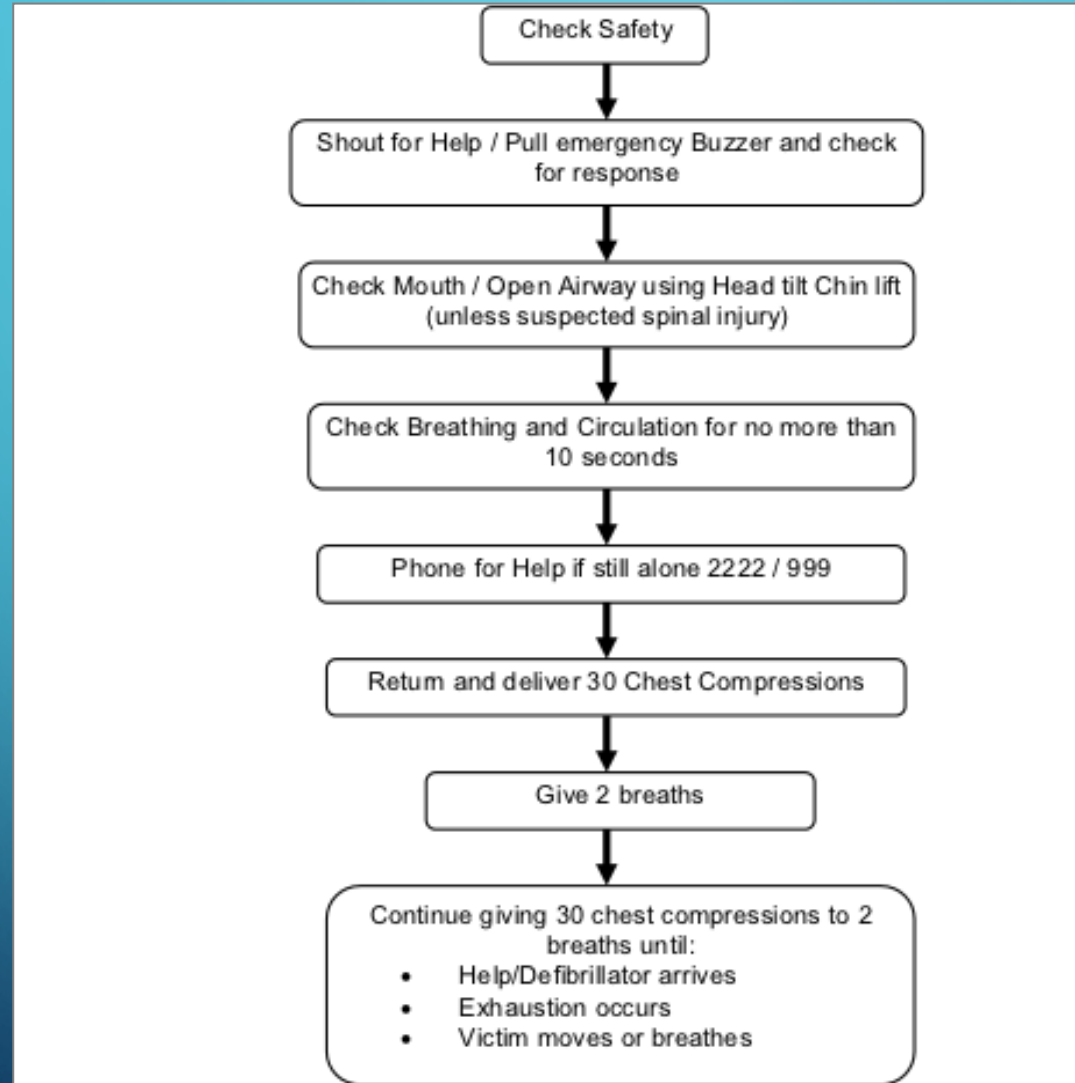 Check Safety
Shout for Help / Pull emergency Buzzer and check
for response
Check Mouth / Open Airway using Head tilt Chin lift
(unless suspected spinal injury)
Check Breathing and Circulation for no more than
10 seconds
Phone for Help if still alone 2222 / 999
Return and deliver 30 Chest Compressions
Give 2 breaths
Continue giving 30 chest compressions to 2
breaths until:
• Help/Defibrillator arrives
• Exhaustion occurs
• Victim moves or breathes